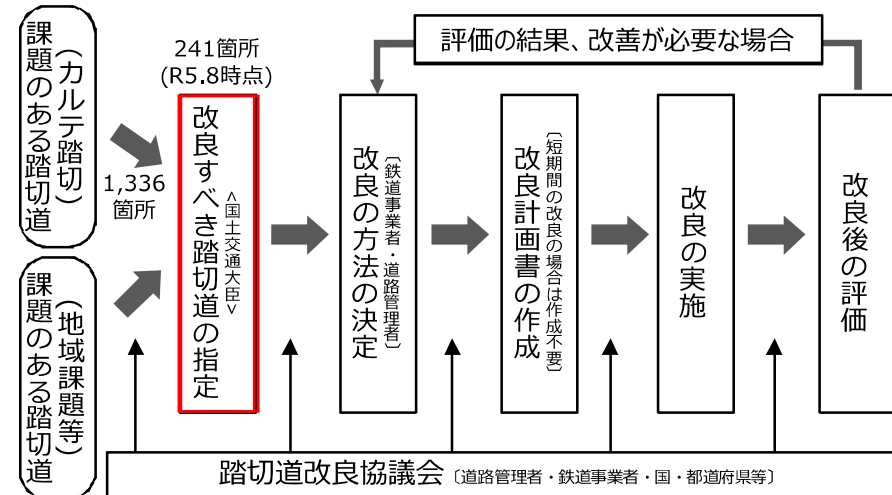 課題のある踏切道
（カルテ踏切）
1,336
箇所
課題のある踏切道
（地域課題等）
241箇所
(R5.8時点)
改良すべき踏切道の指定
<国土交通大臣>
評価の結果、改善が必要な場合
改良の方法の決定
〔鉄道事業者・道路管理者〕
改良計画書の作成
〔短期間の改良の場合は作成不要〕
改良の実施
改良後の評価
踏切道改良協議会〔道路管理者・鉄道事業者・国・都道府県等〕